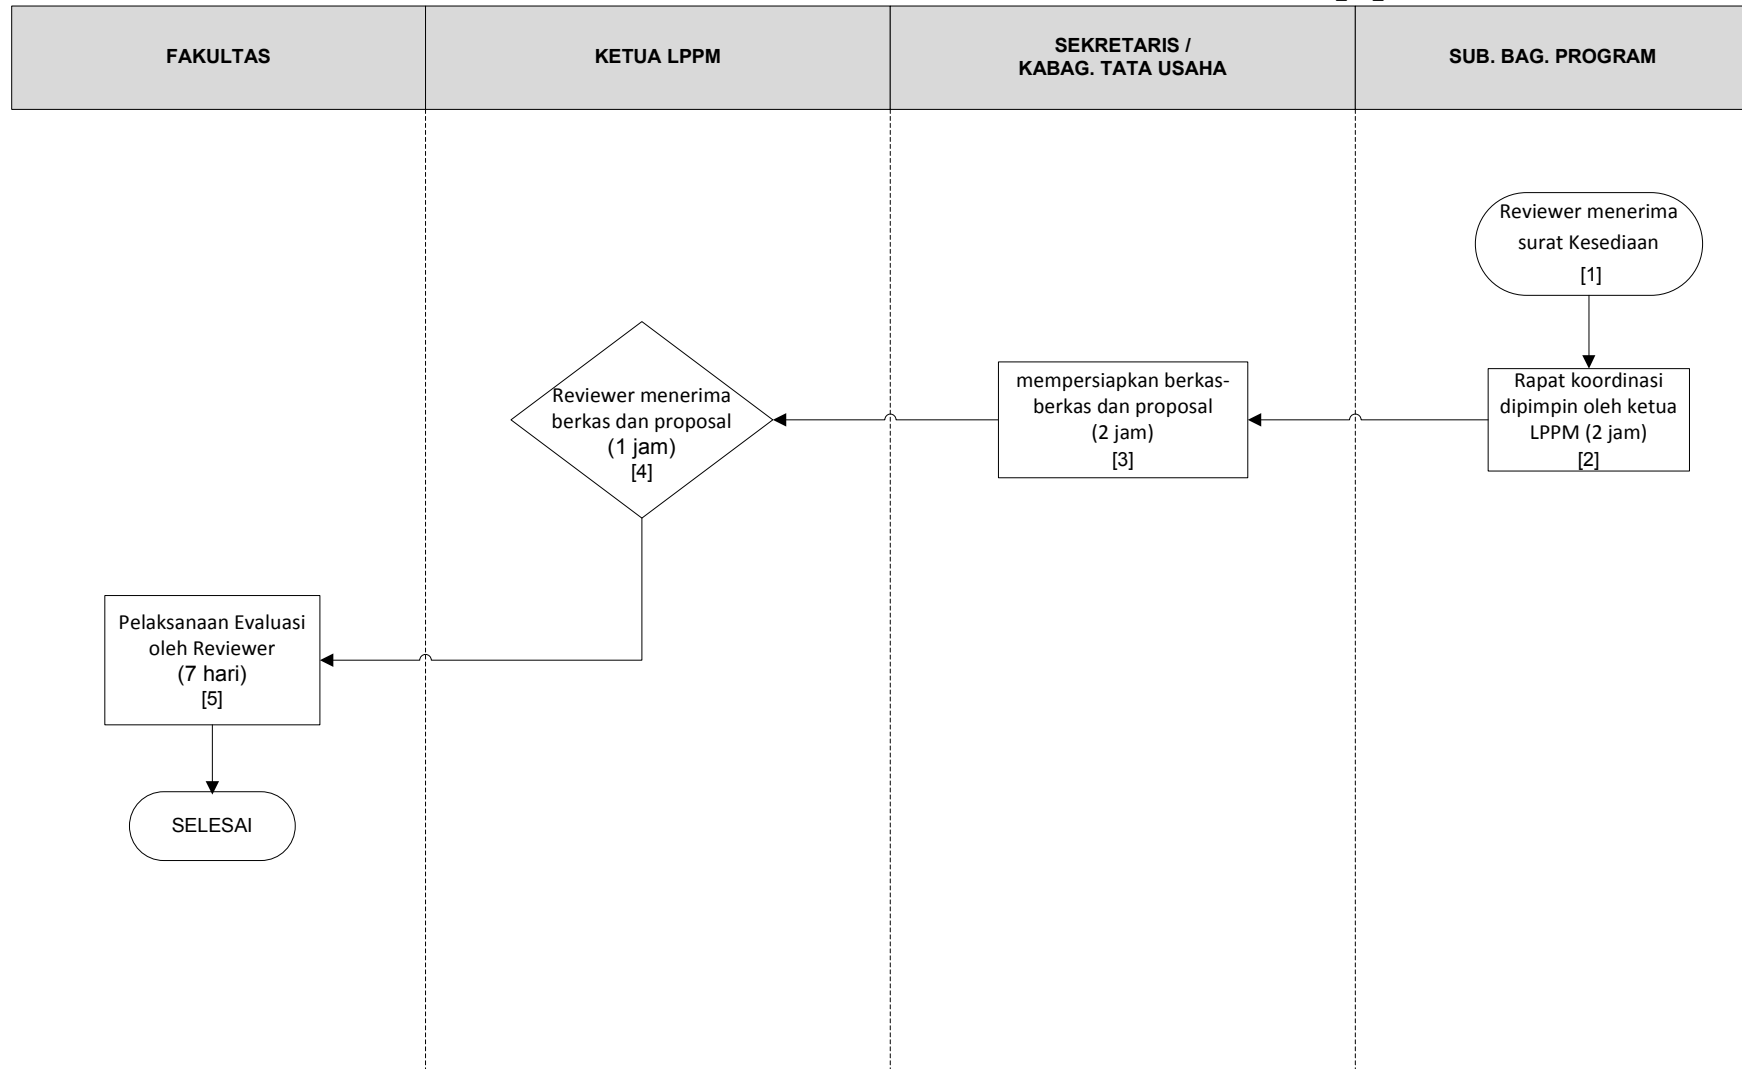 FAKULTAS
KETUA LPPM
SEKRETARIS /
KABAG. TATA USAHA
SUB. BAG. PROGRAM
Reviewer menerima
surat Kesediaan
[1]
Rapat koordinasi
dipimpin oleh ketua
LPPM (2 jam)
[2]
mempersiapkan berkas-
berkas dan proposal
(2 jam)
[3]
Reviewer menerima
berkas dan proposal
(1 jam)
[4]
Pelaksanaan Evaluasi
oleh Reviewer
(7 hari)
[5]
SELESAI